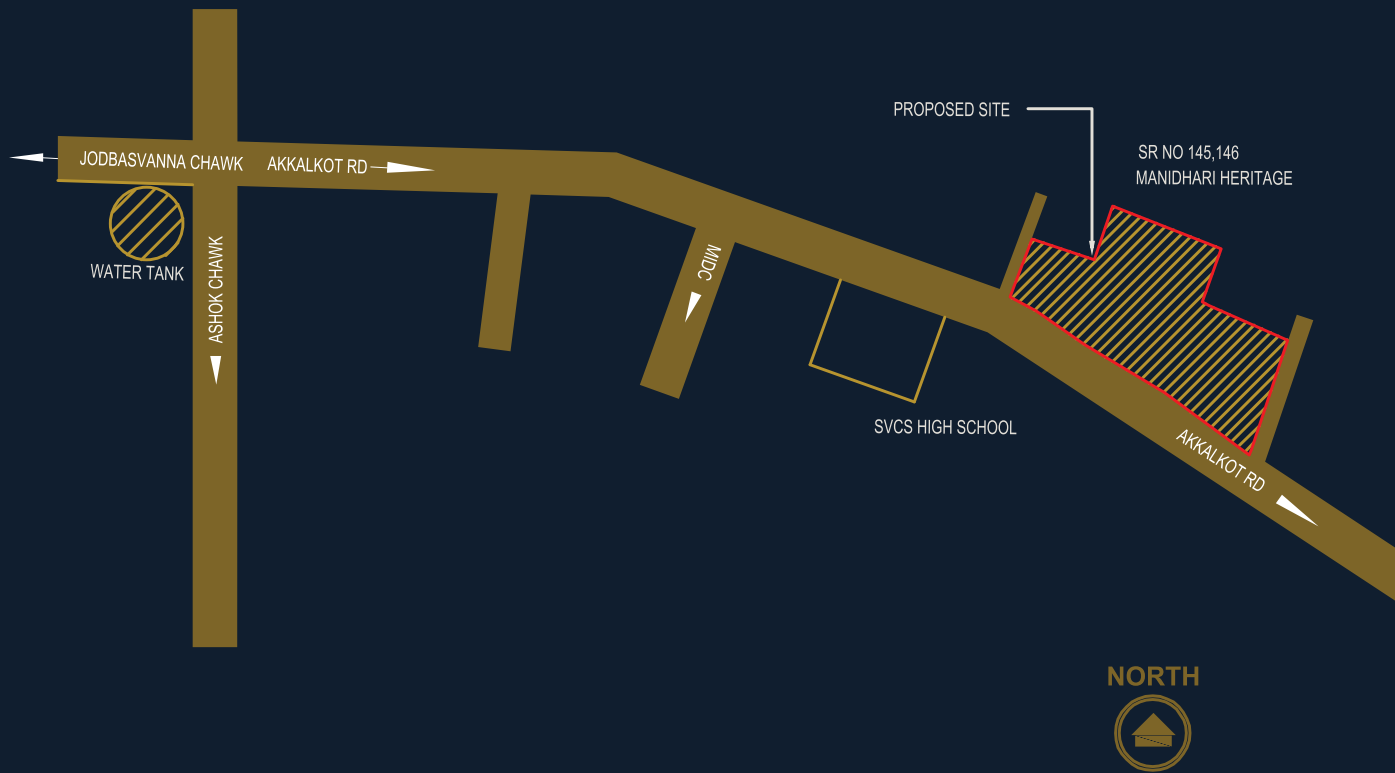 PROPOSED SITE
SR NO 145,146
MANIDHARI HERITAGE
JODBASVANNA CHAWK
AKKALKOT RD
WATER TANK
ASHOK CHAWK
MIDC
SVCS HIGH SCHOOL
AKKALKOT RD
NORTH